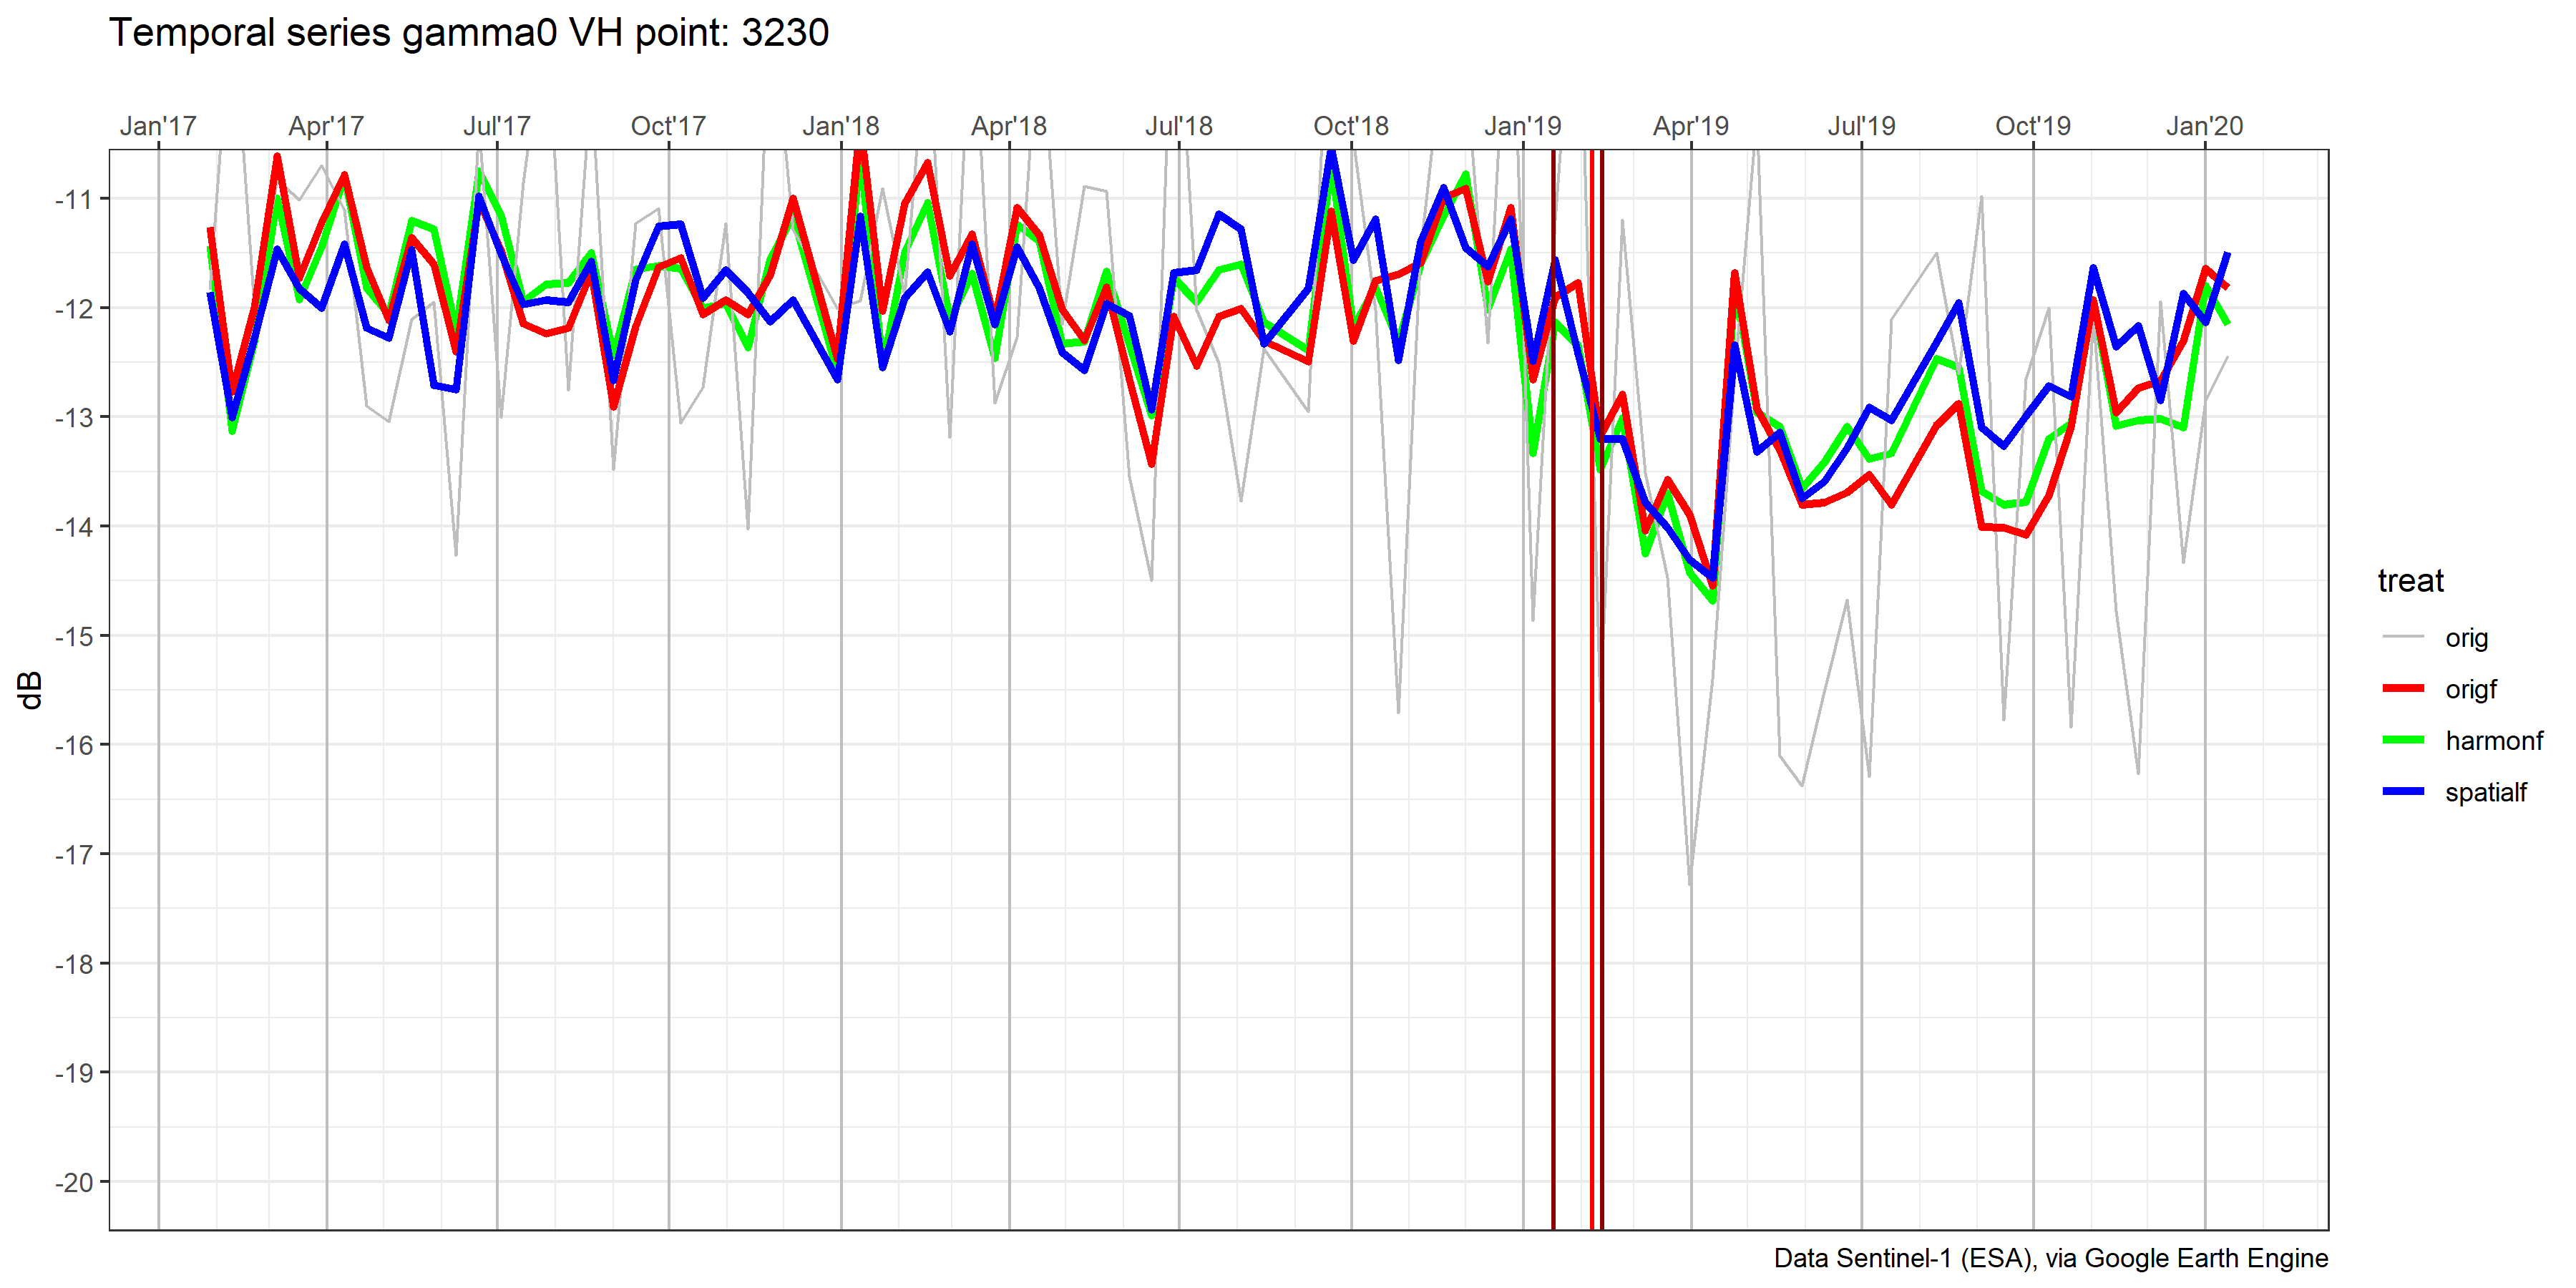 Temporal series gamma0 VH point: 3230
Jan'17 Apr'17 Jul'17 Oct'17 Jan'18 Apr'18 Jul'18 Oct'18 Jan'19 Apr'19 Jul'19 Oct'19 Jan'20
-11
-12
-13
-14
-15
-16
-17
-18
-19
-20
dB
treat
orig
origf
harmonf
spatialf
Data Sentinel-1 (ESA), via Google Earth Engine